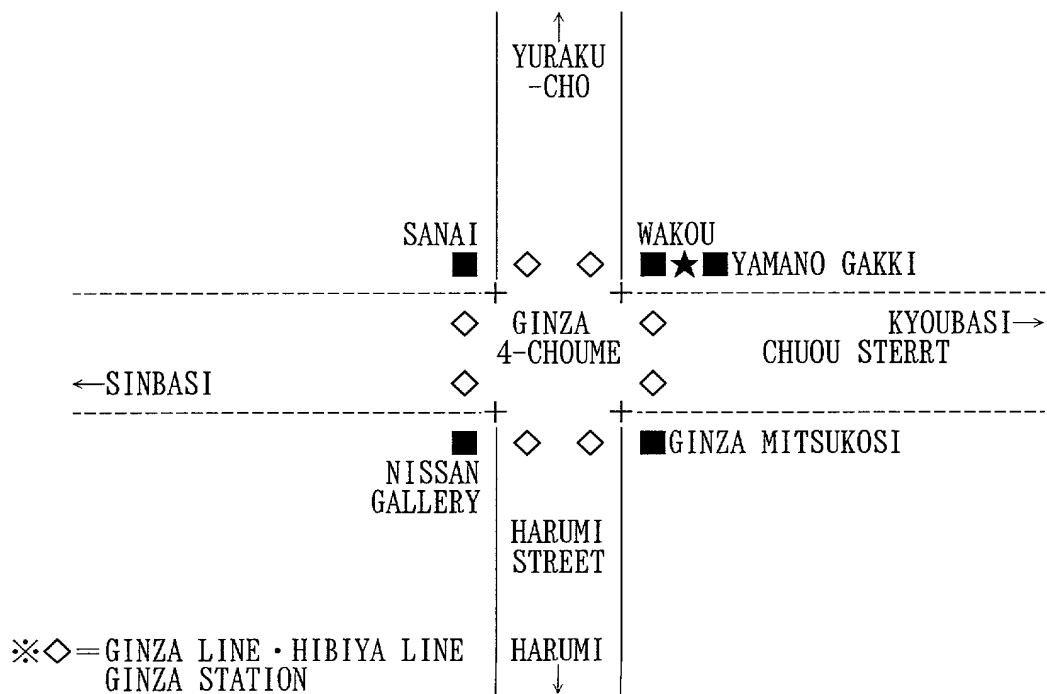 ↑
YURAKU
-CHO
SANAI
WAKOU
■ ◇ ◇ ■★■YAMANO GAKKI
◇ GINZA ◇ KYOUBASI→
4-CHOUME CHUOU STERRT
←SINBASI ◇ ◇
■ ◇ ◇ ■GINZA MITSUKOSI
NISSAN
GALLERY
HARUMI
STREET
※◇=GINZA LINE・HIBIYA LINE
GINZA STATION
HARUMI
↓